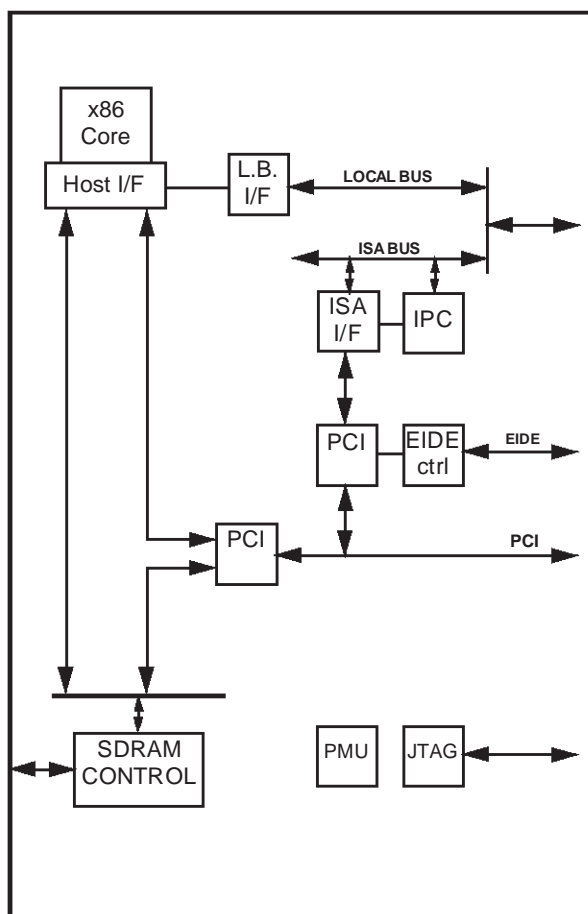 x86
Core
Host I/F
L.B.
I/F
LOCAL BUS
ISA BUS
ISA
I/F
IPC
PCI
EIDE
ctrl
EIDE
PCI
PCI
SDRAM
CONTROL
PMU
JTAG